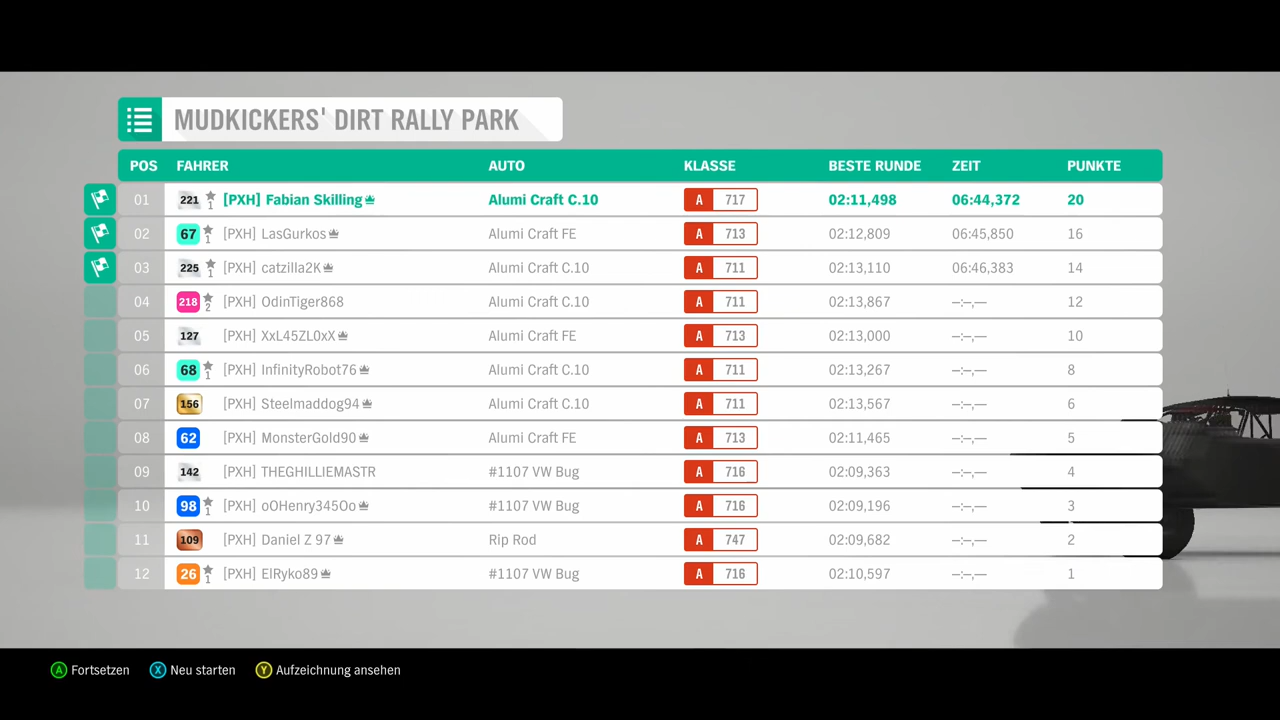 MUDKICKERS' DIRT RALLY PARK
POS FAHRER AUTO KLASSE BESTE RUNDE ZEIT PUNKTE
01 221 1 [PXH] Fabian Skilling Alumi Craft C.10 A 717 02:11,498 06:44,372 20
02 67 1 [PXH] LasGurkos Alumi Craft FE A 713 02:12,809 06:45,850 16
03 225 1 [PXH] catzilla2K Alumi Craft C.10 A 711 02:13,110 06:46,383 14
04 218 2 [PXH] OdinTiger868 Alumi Craft C.10 A 711 02:13,867 --:--,--- 12
05 127 [PXH] XxL45ZL0xX Alumi Craft FE A 713 02:13,000 --:--,--- 10
06 68 1 [PXH] InfinityRobot76 Alumi Craft C.10 A 711 02:13,267 --:--,--- 8
07 156 [PXH] Steelmaddog94 Alumi Craft C.10 A 711 02:13,567 --:--,--- 6
08 62 [PXH] MonsterGold90 Alumi Craft FE A 713 02:11,465 --:--,--- 5
09 142 [PXH] THEGHILLIEMASTR #1107 VW Bug A 716 02:09,363 --:--,--- 4
10 98 1 [PXH] oOHenry345Oo #1107 VW Bug A 716 02:09,196 --:--,--- 3
11 109 [PXH] Daniel Z 97 Rip Rod A 747 02:09,682 --:--,--- 2
12 26 1 [PXH] ElRyko89 #1107 VW Bug A 716 02:10,597 --:--,--- 1
A Fortsetzen X Neu starten Y Aufzeichnung ansehen